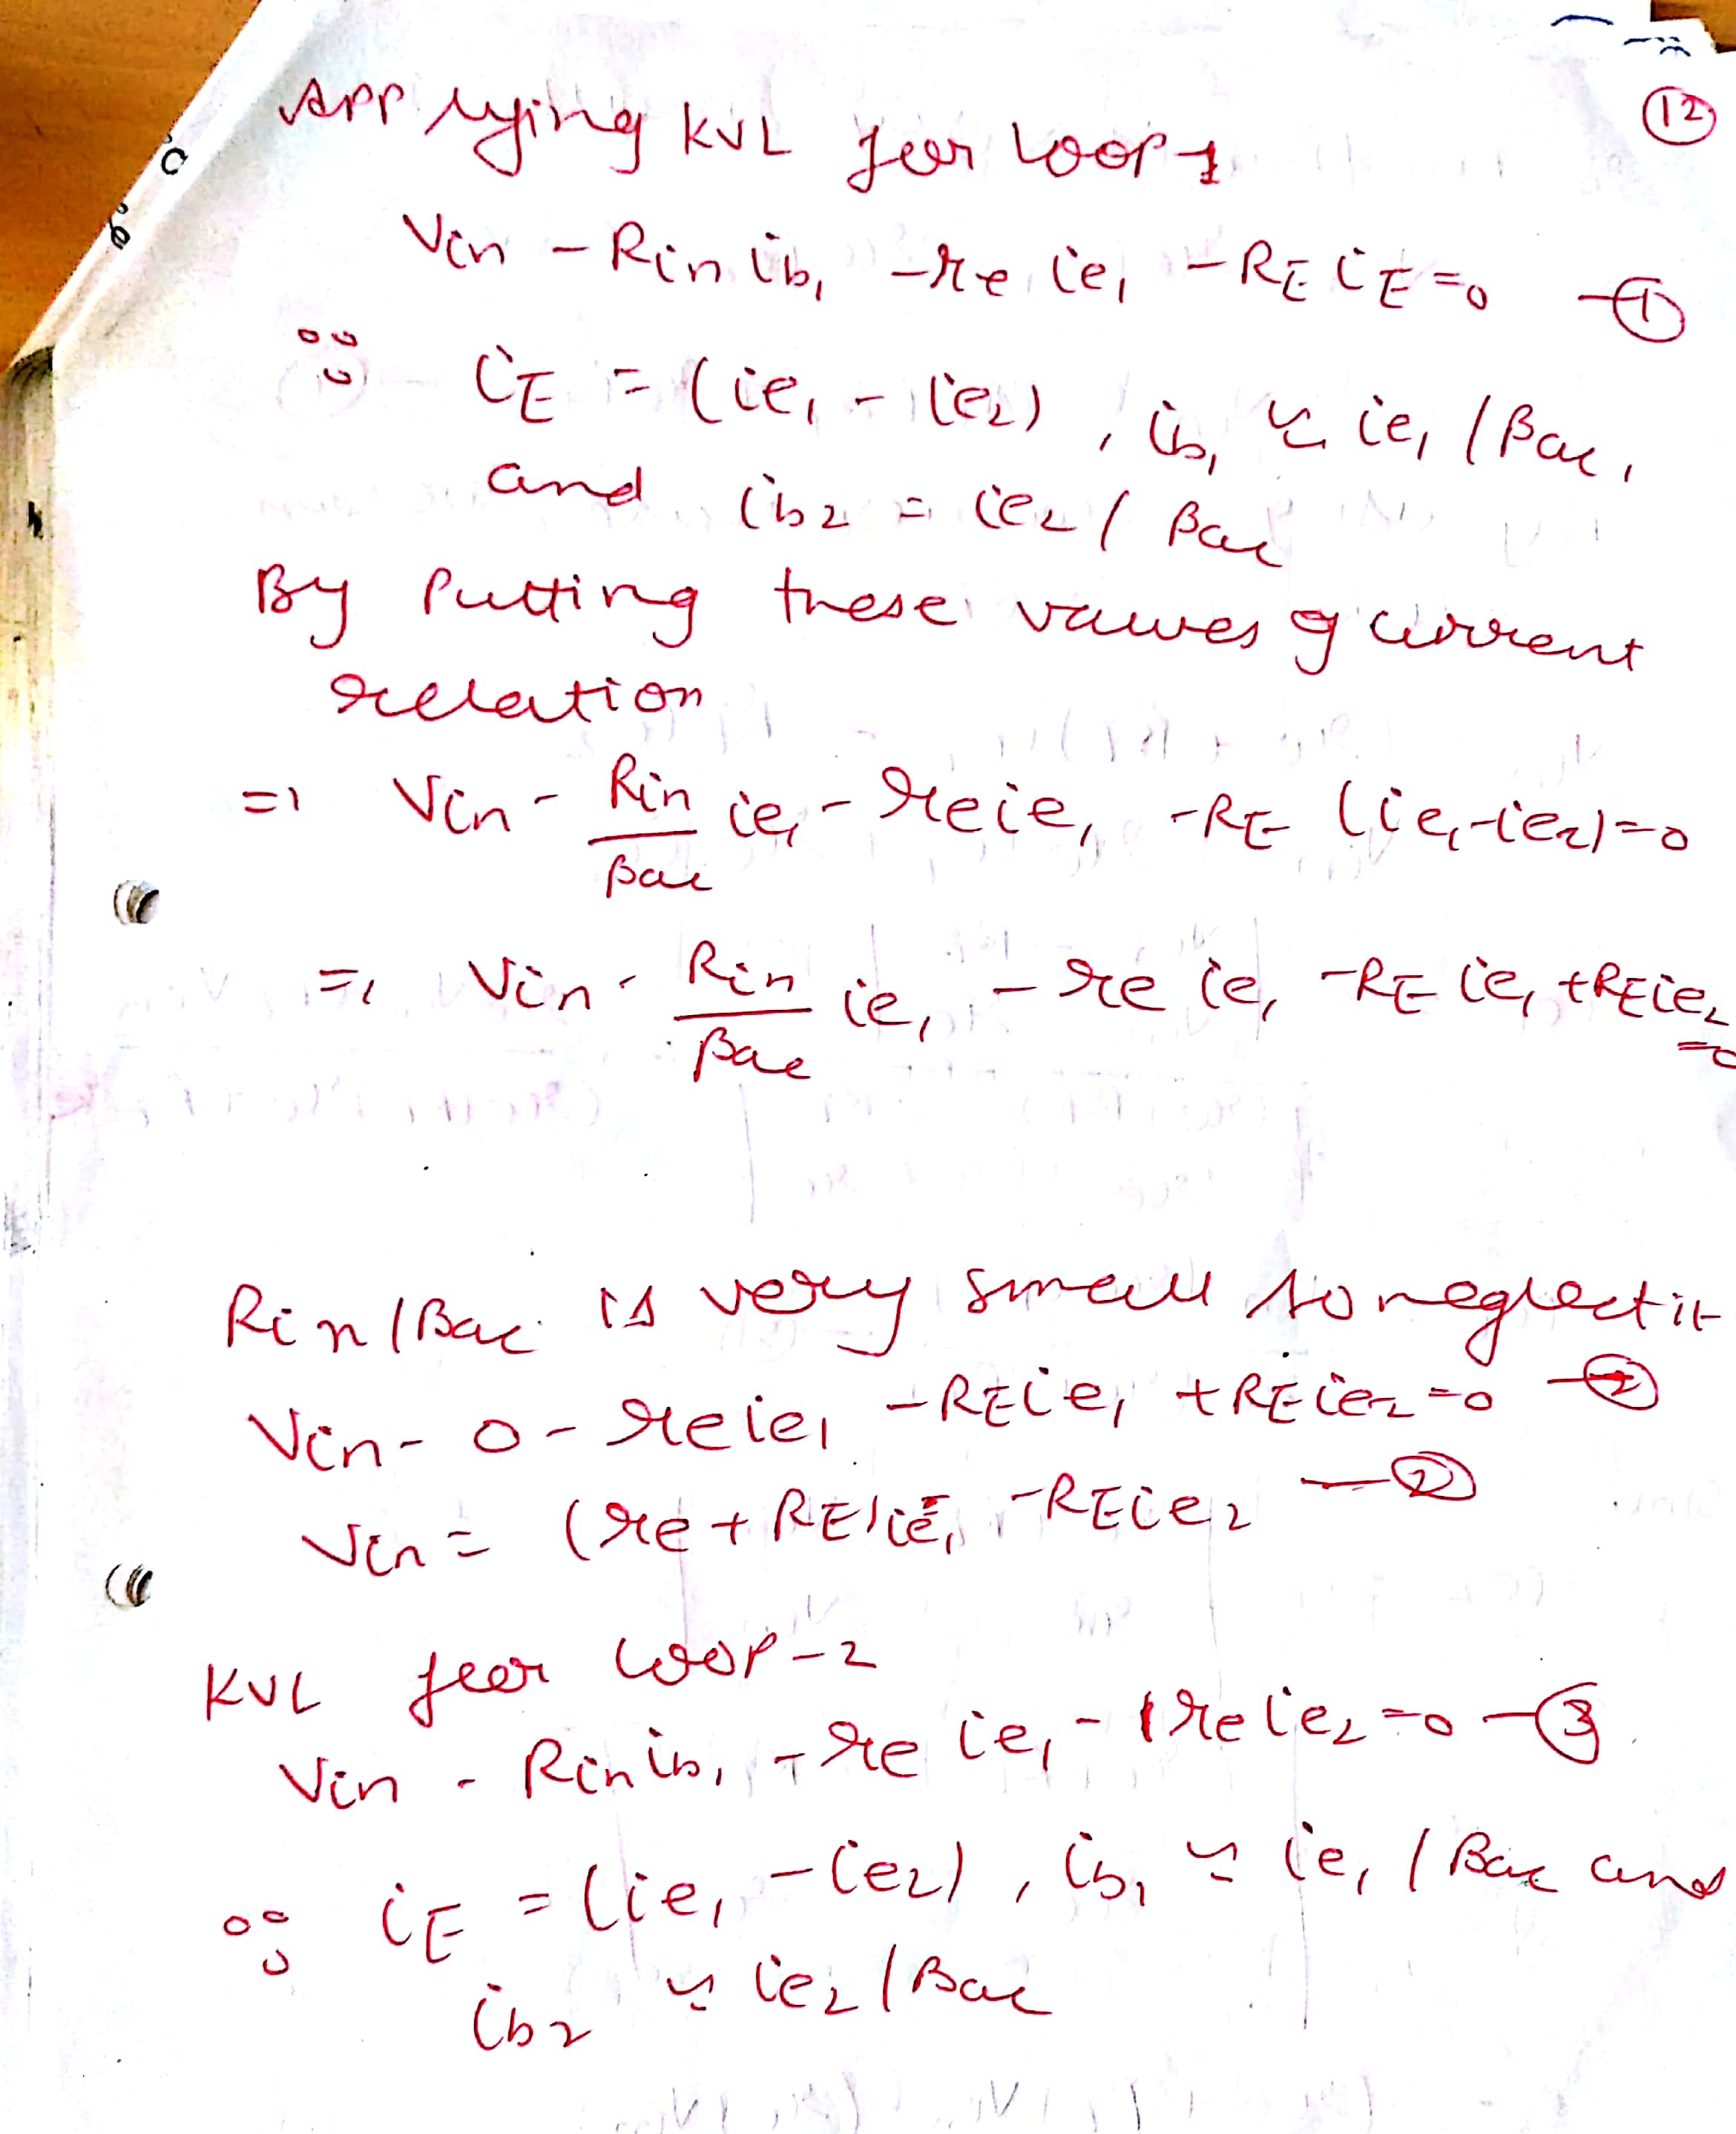 12
Applying KVL for Loop 1
Vin - Rin ib1 - re ie1 - RE iE = 0 - ①
∵ iE = (ie1 - ie2), ib1 ≃ ie1 / βac,
and ib2 = ie2 / βac
By Putting these values of current
relation
=> Vin - Rin/βac ie1 - re ie1 - RE (ie1 - ie2) = 0
=> Vin - Rin/βac ie1 - re ie1 - RE ie1 + RE ie2 = 0
Rin / βac is very small so neglect it
Vin - 0 - re ie1 - RE ie1 + RE ie2 = 0 - ②
Vin = (re + RE) ie1 - RE ie2 - ②
KVL for Loop - 2
Vin - Rin ib1 - re ie1 - re ie2 = 0 - ③
∵ iE = (ie1 - ie2), ib1 ≃ ie1 / βac and
ib2 ≃ ie2 / βac